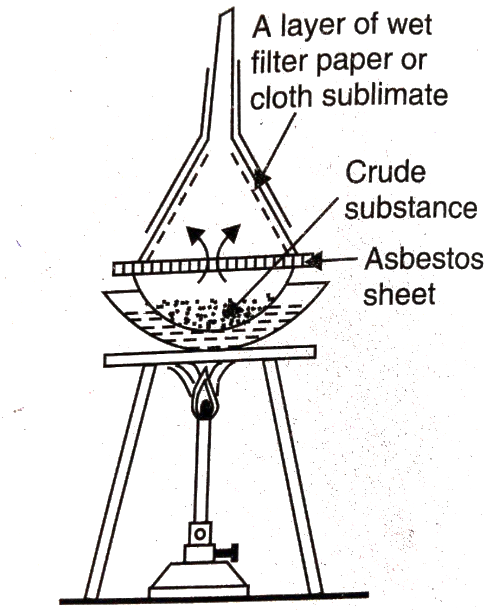 A layer of wet
filter paper or
cloth sublimate
Crude
substance
Asbestos
sheet